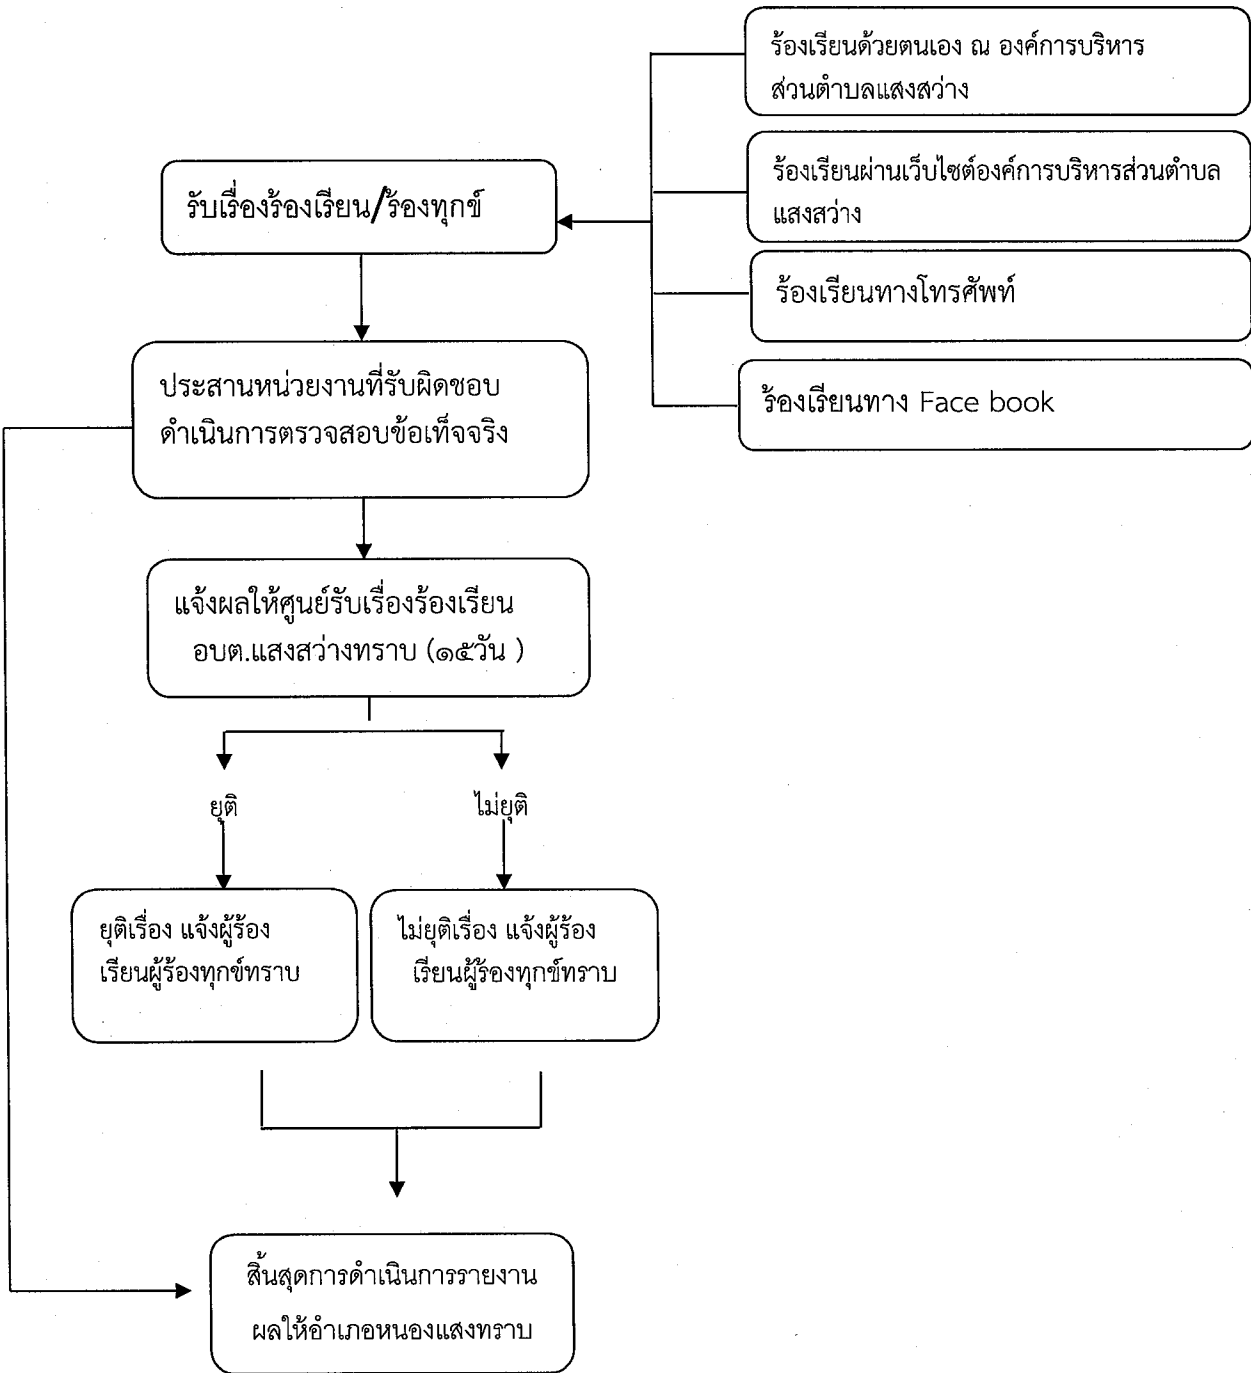 ร้องเรียนด้วยตนเอง ณ องค์การบริหาร
ส่วนตำบลแสงสว่าง
ร้องเรียนผ่านเว็บไซต์องค์การบริหารส่วนตำบล
แสงสว่าง
ร้องเรียนทางโทรศัพท์
ร้องเรียนทาง Face book
รับเรื่องร้องเรียน/ร้องทุกข์
ประสานหน่วยงานที่รับผิดชอบ
ดำเนินการตรวจสอบข้อเท็จจริง
แจ้งผลให้ศูนย์รับเรื่องร้องเรียน
อบต.แสงสว่างทราบ (๑๕วัน )
ยุติ
ไม่ยุติ
ยุติเรื่อง แจ้งผู้ร้อง
เรียนผู้ร้องทุกข์ทราบ
ไม่ยุติเรื่อง แจ้งผู้ร้อง
เรียนผู้ร้องทุกข์ทราบ
สิ้นสุดการดำเนินการรายงาน
ผลให้อำเภอหนองแสงทราบ